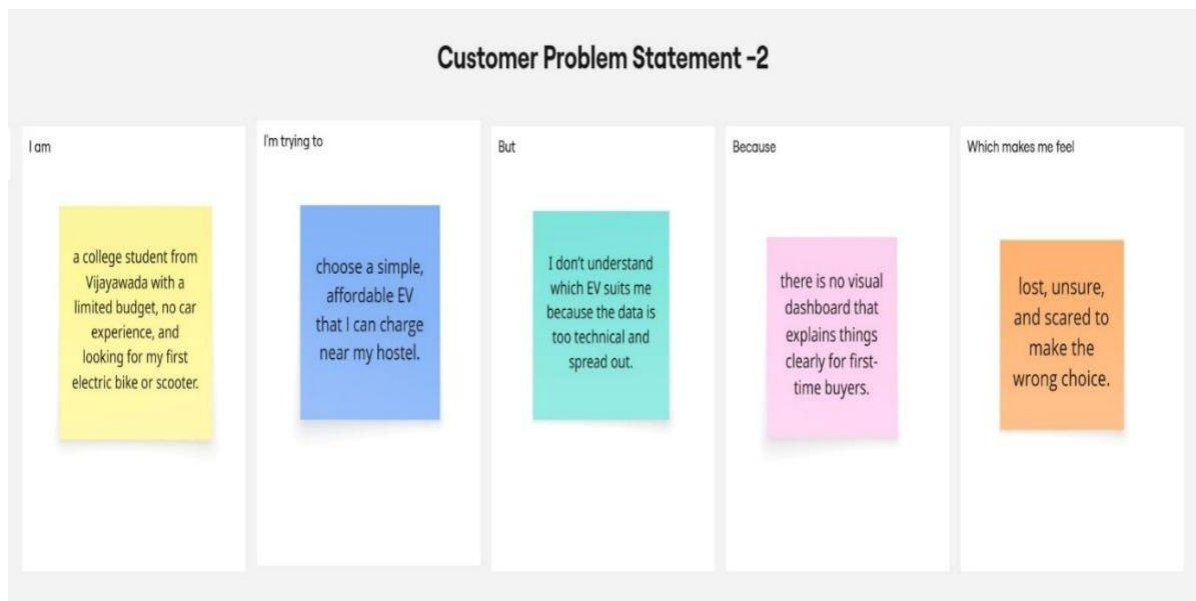 Customer Problem Statement -2
I am
a college student from
Vijayawada with a
limited budget, no car
experience, and
looking for my first
electric bike or scooter.
I'm trying to
choose a simple,
affordable EV
that I can charge
near my hostel.
But
I don't understand
which EV suits me
because the data is
too technical and
spread out.
Because
there is no visual
dashboard that
explains things
clearly for first-
time buyers.
Which makes me feel
lost, unsure,
and scared to
make the
wrong choice.